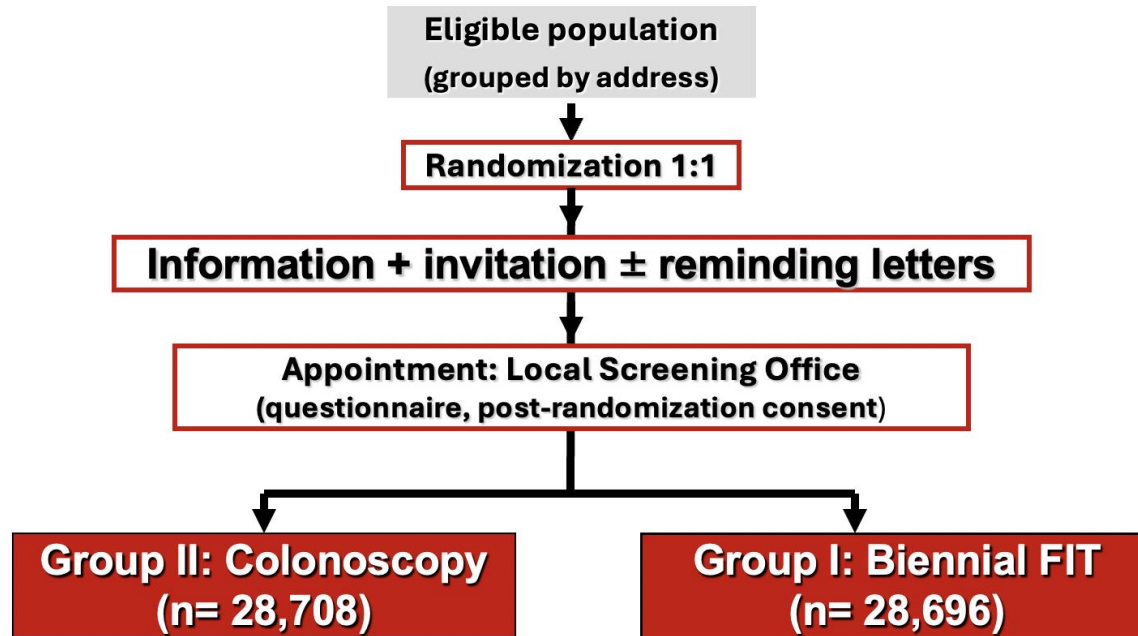 Eligible population
(grouped by address)
Randomization 1:1
Information + invitation ± reminding letters
Appointment: Local Screening Office
(questionnaire, post-randomization consent)
Group II: Colonoscopy
(n= 28,708)
Group I: Biennial FIT
(n= 28,696)